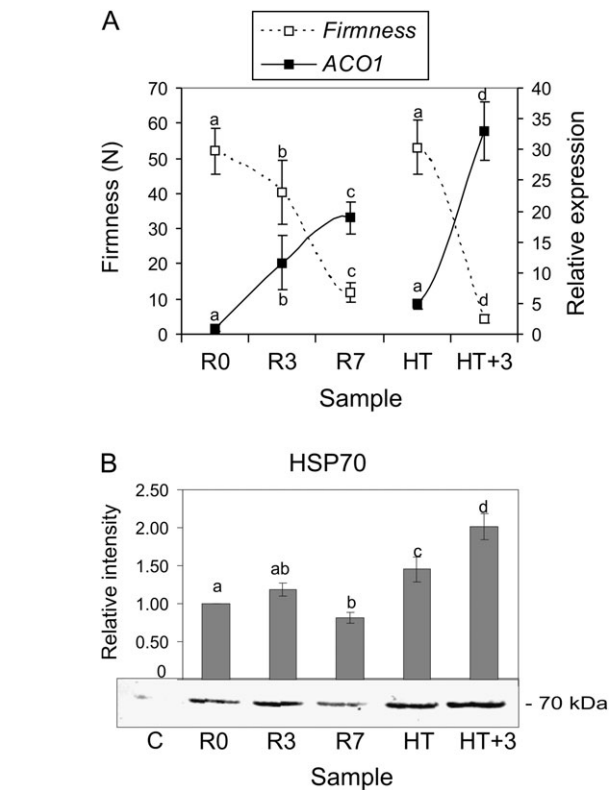 A
Firmness
ACO1
70 40
60 35
50 30
40 25
30 20
20 15
10 10
0 5
0
Firmness (N)
Relative expression
a b c a d
a b c a d
R0 R3 R7 HT HT+3
Sample
B
HSP70
2.50
2.00
1.50
1.00
0.50
0
Relative intensity
a ab b c d
- 70 kDa
C R0 R3 R7 HT HT+3
Sample